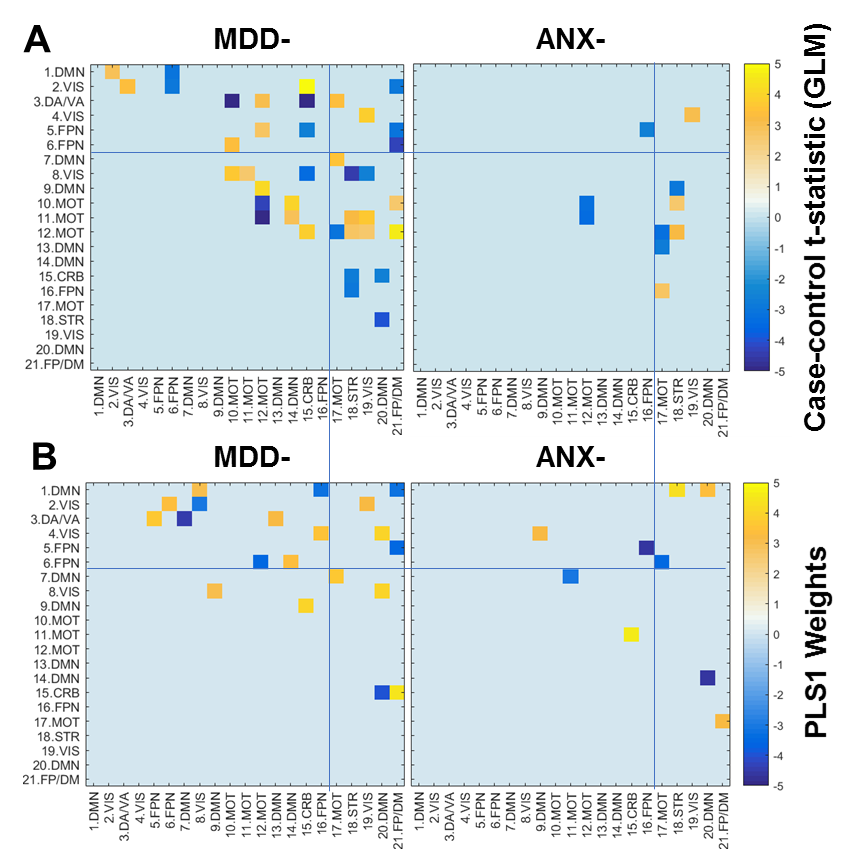 A
MDD-
ANX-
1.DMN
2.VIS
3.DA/VA
4.VIS
5.FPN
6.FPN
7.DMN
8.VIS
9.DMN
10.MOT
11.MOT
12.MOT
13.DMN
14.DMN
15.CRB
16.FPN
17.MOT
18.STR
19.VIS
20.DMN
21.FP/DM
1.DMN
2.VIS
3.DA/VA
4.VIS
5.FPN
6.FPN
7.DMN
8.VIS
9.DMN
10.MOT
11.MOT
12.MOT
13.DMN
14.DMN
15.CRB
16.FPN
17.MOT
18.STR
19.VIS
20.DMN
21.FP/DM
1.DMN
2.VIS
3.DA/VA
4.VIS
5.FPN
6.FPN
7.DMN
8.VIS
9.DMN
10.MOT
11.MOT
12.MOT
13.DMN
14.DMN
15.CRB
16.FPN
17.MOT
18.STR
19.VIS
20.DMN
21.FP/DM
5
4
3
2
1
0
-1
-2
-3
-4
-5
Case-control t-statistic (GLM)
B
MDD-
ANX-
1.DMN
2.VIS
3.DA/VA
4.VIS
5.FPN
6.FPN
7.DMN
8.VIS
9.DMN
10.MOT
11.MOT
12.MOT
13.DMN
14.DMN
15.CRB
16.FPN
17.MOT
18.STR
19.VIS
20.DMN
21.FP/DM
1.DMN
2.VIS
3.DA/VA
4.VIS
5.FPN
6.FPN
7.DMN
8.VIS
9.DMN
10.MOT
11.MOT
12.MOT
13.DMN
14.DMN
15.CRB
16.FPN
17.MOT
18.STR
19.VIS
20.DMN
21.FP/DM
1.DMN
2.VIS
3.DA/VA
4.VIS
5.FPN
6.FPN
7.DMN
8.VIS
9.DMN
10.MOT
11.MOT
12.MOT
13.DMN
14.DMN
15.CRB
16.FPN
17.MOT
18.STR
19.VIS
20.DMN
21.FP/DM
5
4
3
2
1
0
-1
-2
-3
-4
-5
PLS1 Weights